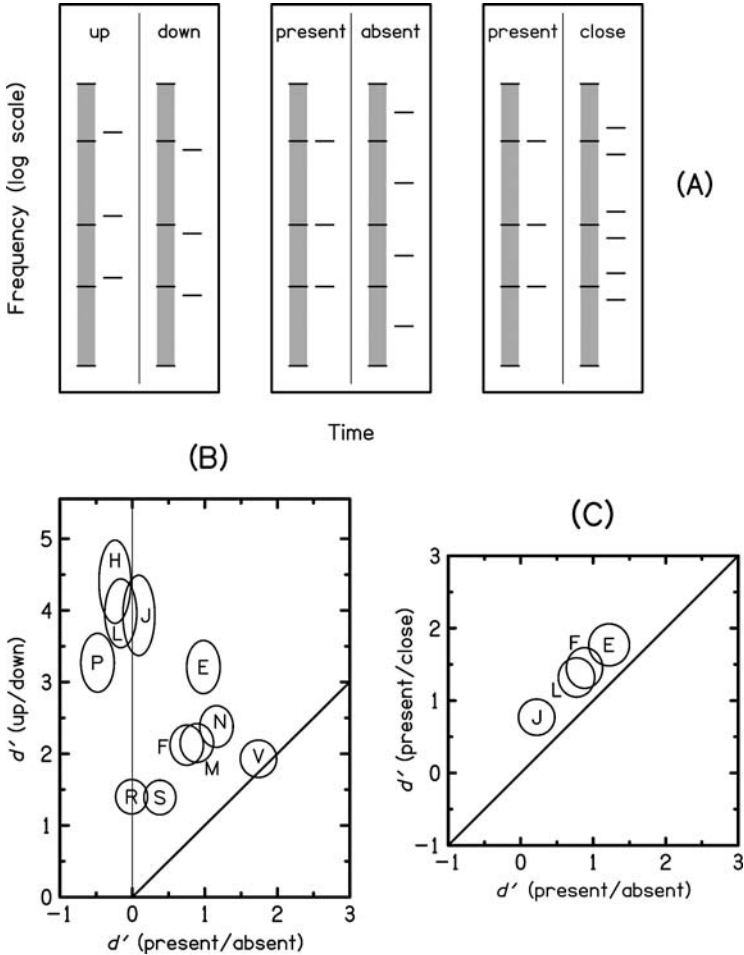 up down present absent present close
Frequency (log scale)
(A)
Time
(B)
5
4
3
2
1
0
-1 0 1 2 3
d′ (up/down)
d′ (present/absent)
H
L
J
P
E
N
F
M
V
R
S
(C)
3
2
1
0
-1
-1 0 1 2 3
d′ (present/close)
d′ (present/absent)
F
E
L
J